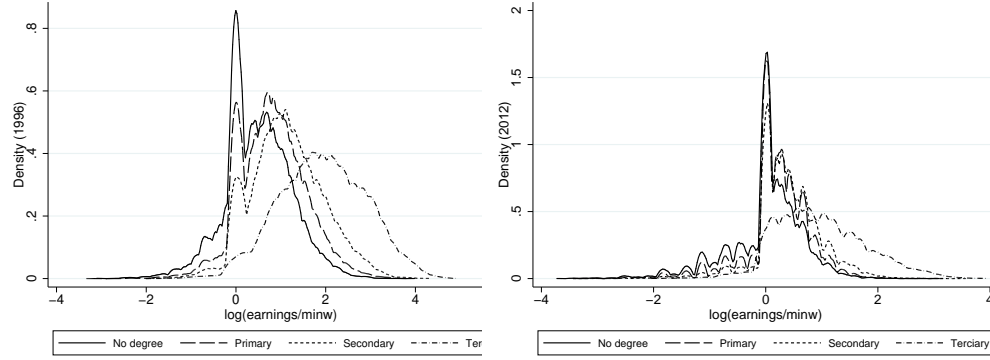 Density (1996)
0
.2
.4
.6
.8
−4
−2
0
2
4
log(earnings/minw)
No degree
Primary
Secondary
Ter
Density (2012)
0
.5
1
1.5
2
−4
−2
0
2
4
log(earnings/minw)
No degree
Primary
Secondary
Terciary